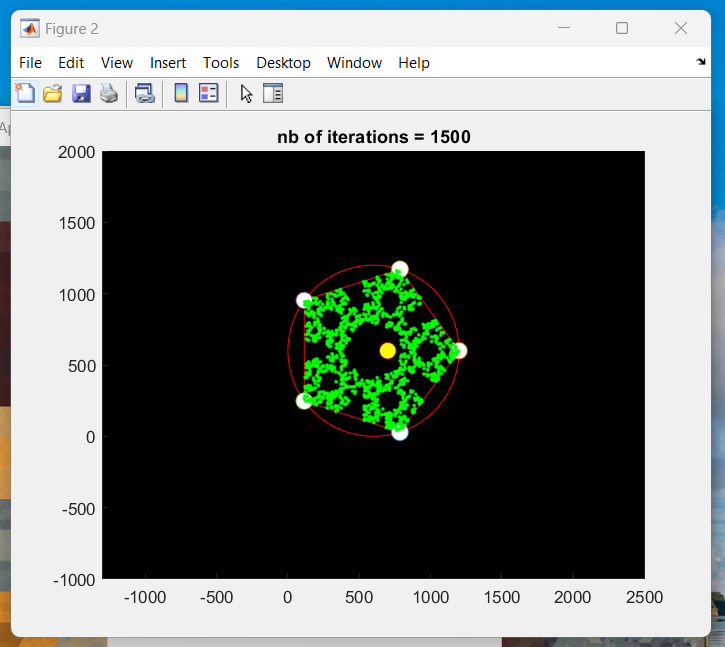 Figure 2
File Edit View Insert Tools Desktop Window Help
Ap
nb of iterations = 1500
2000
1500
1000
500
0
-500
-1000
-1000 -500 0 500 1000 1500 2000 2500